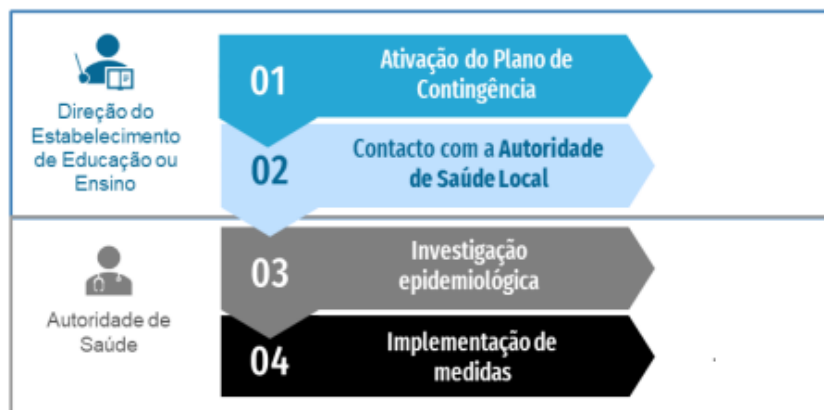 Direção do
Estabelecimento
de Educação ou
Ensino
01
Ativação do Plano de
Contingência
02
Contacto com a Autoridade
de Saúde Local
Autoridade de
Saúde
03
Investigação
epidemiológica
04
Implementação de
medidas